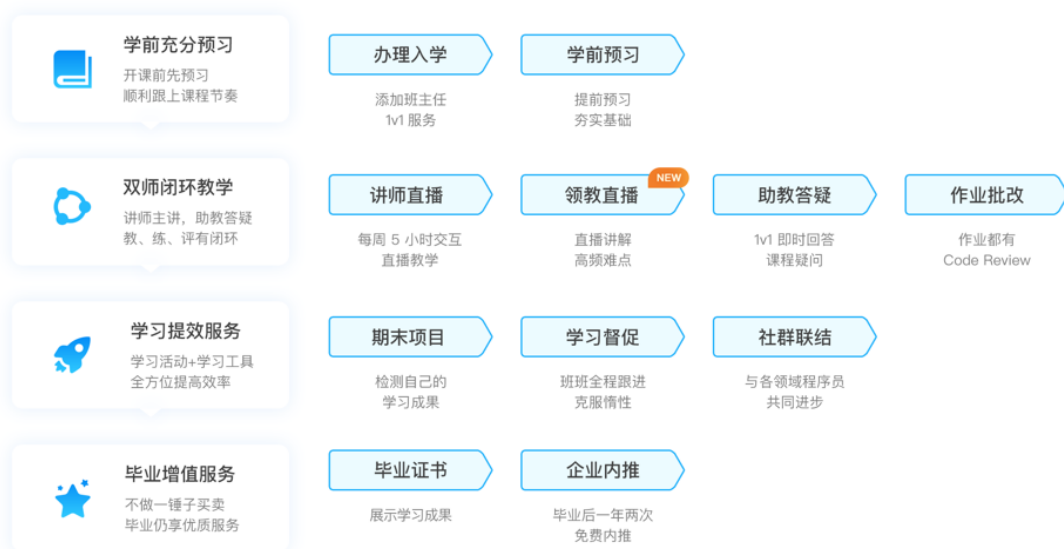 学前充分预习
开课前先预习
顺利跟上课程节奏
办理入学
添加班主任
1v1 服务
学前预习
提前预习
夯实基础
双师闭环教学
讲师主讲，助教答疑
教、练、评有闭环
讲师直播
每周 5 小时交互
直播教学
NEW
领教直播
直播讲解
高频难点
助教答疑
1v1 即时回答
课程疑问
作业批改
作业都有
Code Review
学习提效服务
学习活动+学习工具
全方位提高效率
期末项目
检测自己的
学习成果
学习督促
班班全程跟进
克服惰性
社群联结
与各领域程序员
共同进步
毕业增值服务
不做一锤子买卖
毕业仍享优质服务
毕业证书
展示学习成果
企业内推
毕业后一年两次
免费内推